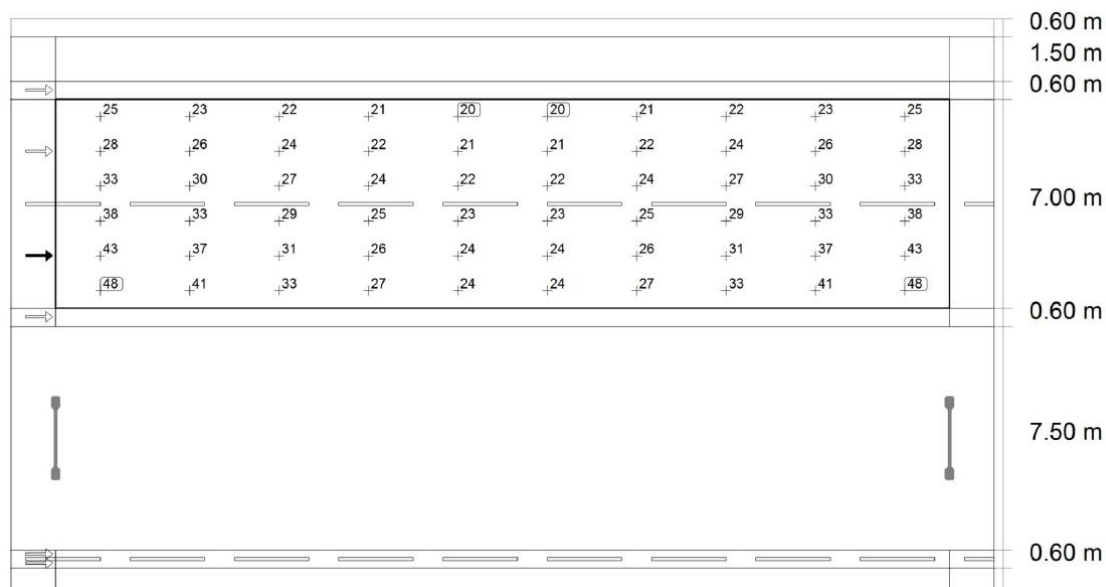 0.60 m
1.50 m
0.60 m
25 23 22 21 20 20 21 22 23 25
28 26 24 22 21 21 22 24 26 28
33 30 27 24 22 22 24 27 30 33
7.00 m
38 33 29 25 23 23 25 29 33 38
43 37 31 26 24 24 26 31 37 43
48 41 33 27 24 24 27 33 41 48
0.60 m
7.50 m
0.60 m